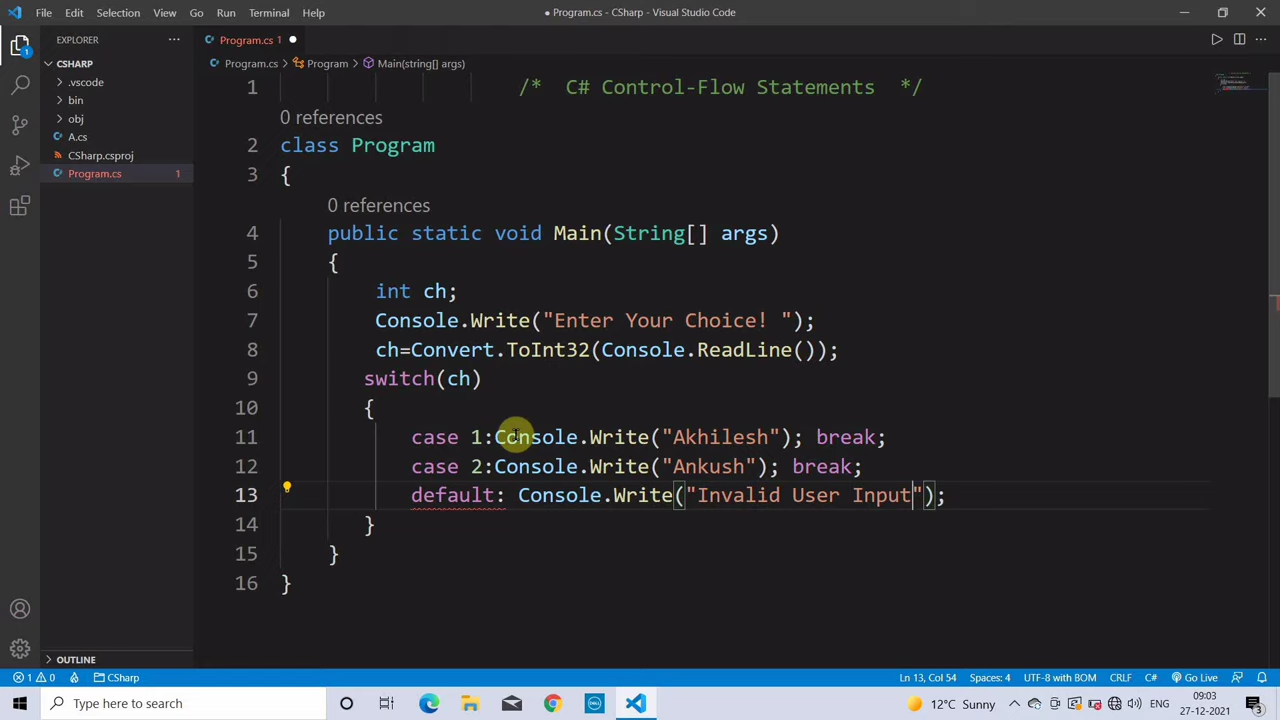 File Edit Selection View Go Run Terminal Help
● Program.cs - CSharp - Visual Studio Code
EXPLORER
CSHARP
.vscode
bin
obj
A.cs
CSharp.csproj
Program.cs 1
OUTLINE
1
Program.cs 1
Program.cs > Program > Main(string[] args)
1 /* C# Control-Flow Statements */
0 references
2 class Program
3 {
0 references
4 public static void Main(String[] args)
5 {
6 int ch;
7 Console.Write("Enter Your Choice! ");
8 ch=Convert.ToInt32(Console.ReadLine());
9 switch(ch)
10 {
11 case 1:Console.Write("Akhilesh"); break;
12 case 2:Console.Write("Ankush"); break;
13 default: Console.Write("Invalid User Input");
14 }
15 }
16 }
1 0 CSharp
Ln 13, Col 54 Spaces: 4 UTF-8 with BOM CRLF C# Go Live
Type here to search
DELL
12°C Sunny
ENG
09:03
27-12-2021
3